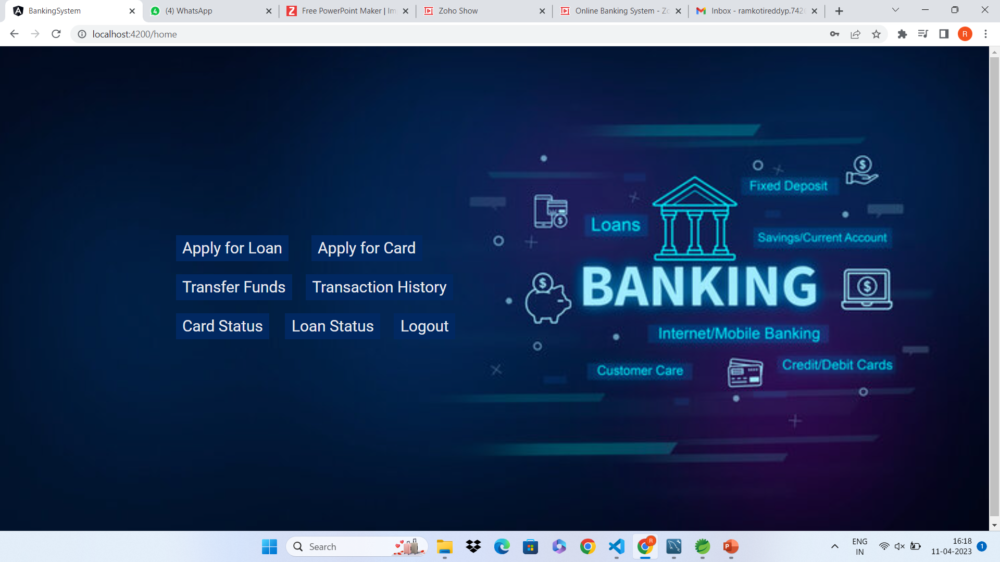 BankingSystem
(4) WhatsApp
Free PowerPoint Maker | Im
Zoho Show
Online Banking System - Zo
Inbox - ramkotireddyp.742
localhost:4200/home
R
Fixed Deposit
Loans
Savings/Current Account
Apply for Loan
Apply for Card
Transfer Funds
Transaction History
BANKING
Card Status
Loan Status
Logout
Internet/Mobile Banking
Customer Care
Credit/Debit Cards
Search
ENG
IN
16:18
11-04-2023
1